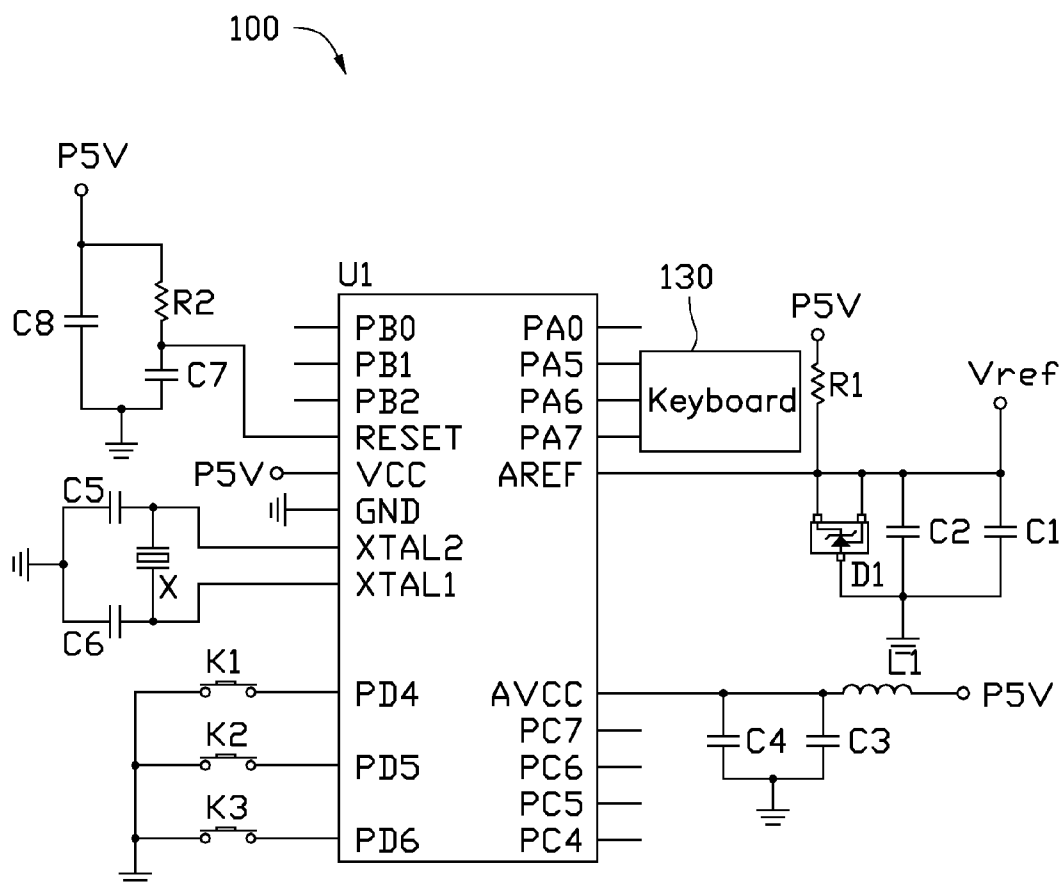 100
P5V
U1
130
C8
R2
C7
P5V
R1
Vref
PB0
PB1
PB2
RESET
VCC
GND
XTAL2
XTAL1
PD4
PD5
PD6
PA0
PA5
PA6
PA7
AREF
AVCC
PC7
PC6
PC5
PC4
Keyboard
P5V
C5
X
C6
K1
K2
K3
C2
C1
D1
L1
P5V
C4
C3